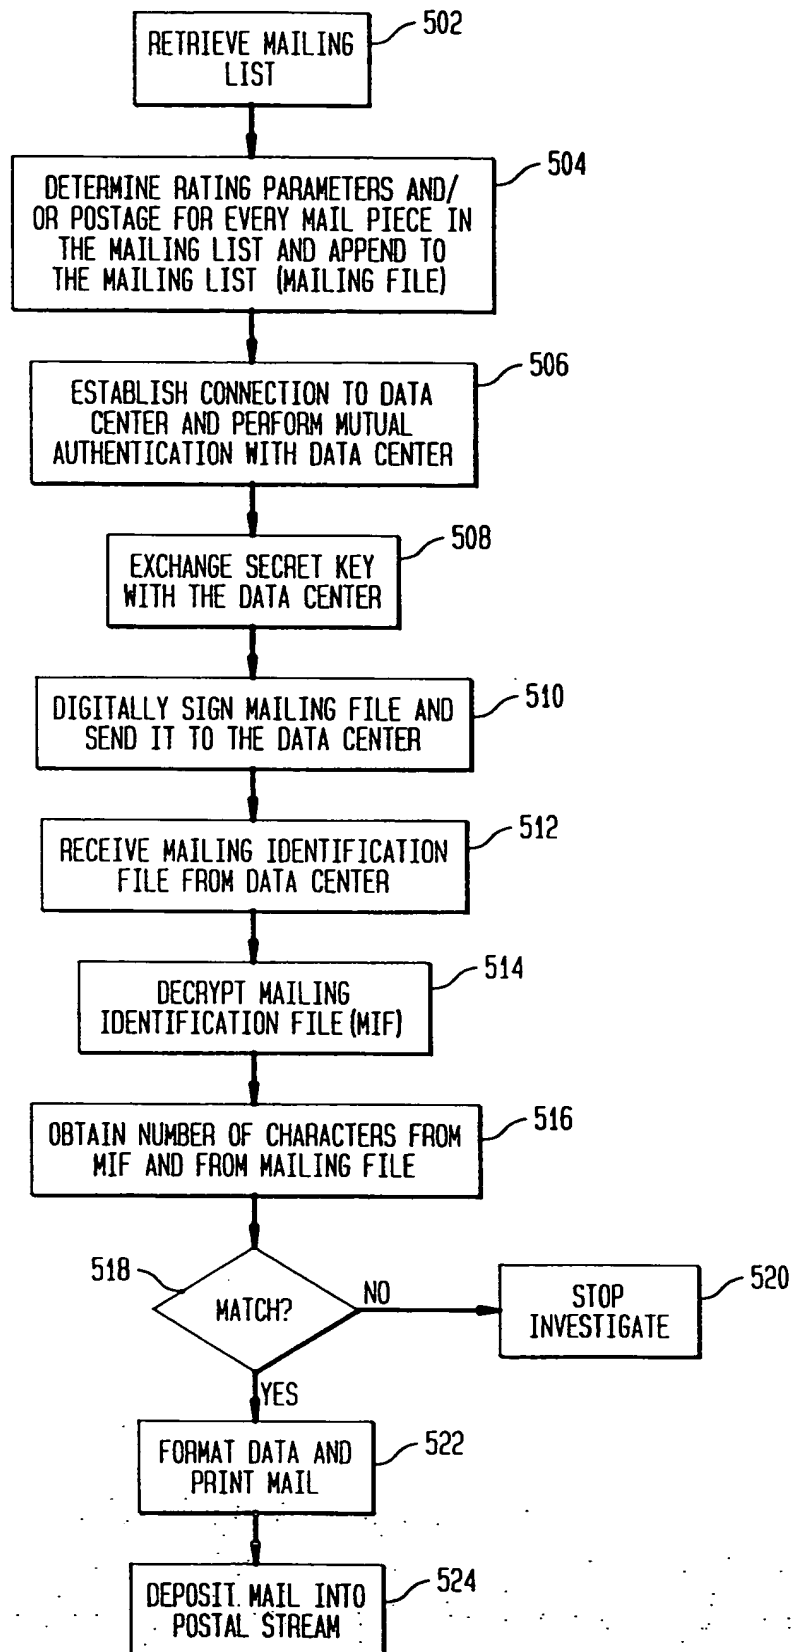 502
RETRIEVE MAILING
LIST
504
DETERMINE RATING PARAMETERS AND/
OR POSTAGE FOR EVERY MAIL PIECE IN
THE MAILING LIST AND APPEND TO
THE MAILING LIST (MAILING FILE)
506
ESTABLISH CONNECTION TO DATA
CENTER AND PERFORM MUTUAL
AUTHENTICATION WITH DATA CENTER
508
EXCHANGE SECRET KEY
WITH THE DATA CENTER
510
DIGITALLY SIGN MAILING FILE AND
SEND IT TO THE DATA CENTER
512
RECEIVE MAILING IDENTIFICATION
FILE FROM DATA CENTER
514
DECRYPT MAILING
IDENTIFICATION FILE (MIF)
516
OBTAIN NUMBER OF CHARACTERS FROM
MIF AND FROM MAILING FILE
518
MATCH?
NO
520
STOP
INVESTIGATE
YES
522
FORMAT DATA AND
PRINT MAIL
524
DEPOSIT MAIL INTO
POSTAL STREAM